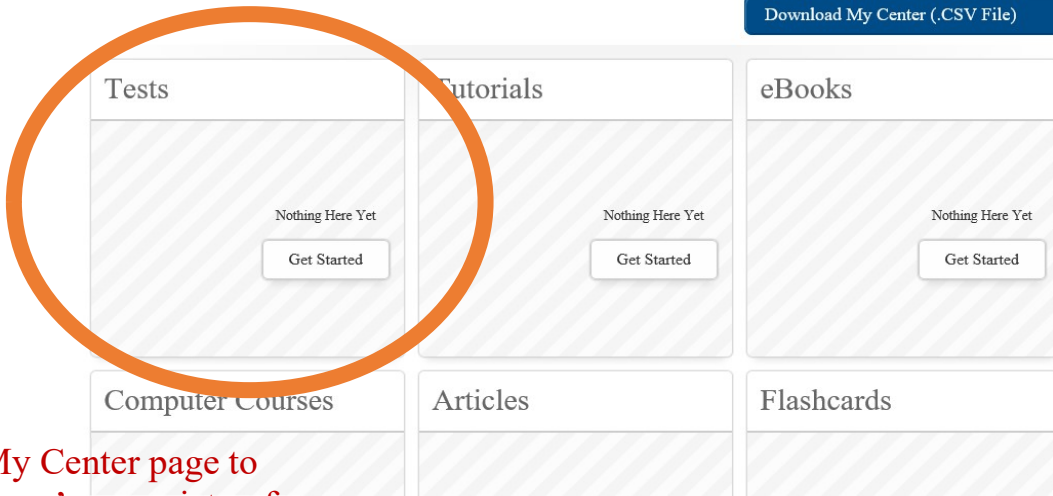 Download My Center (.CSV File)
Tests
Tutorials
eBooks
Nothing Here Yet
Nothing Here Yet
Nothing Here Yet
Get Started
Get Started
Get Started
Computer Courses
Articles
Flashcards
My Center page to